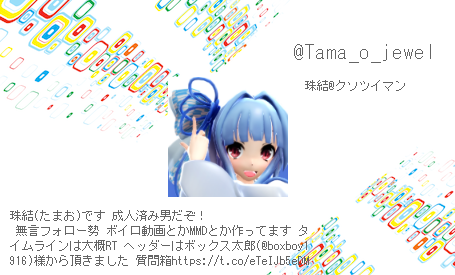 @Tama_o_jewel
珠結@クソツイマン
珠結(たまお)です 成人済み男だぞ!
無言フォロー勢 ボイロ動画とかMMDとか作ってます タ
イムラインは大概RT ヘッダーはボックス太郎(@boxboy1
916)様から頂きました 質問箱https://t.co/eTeIJb5eQM